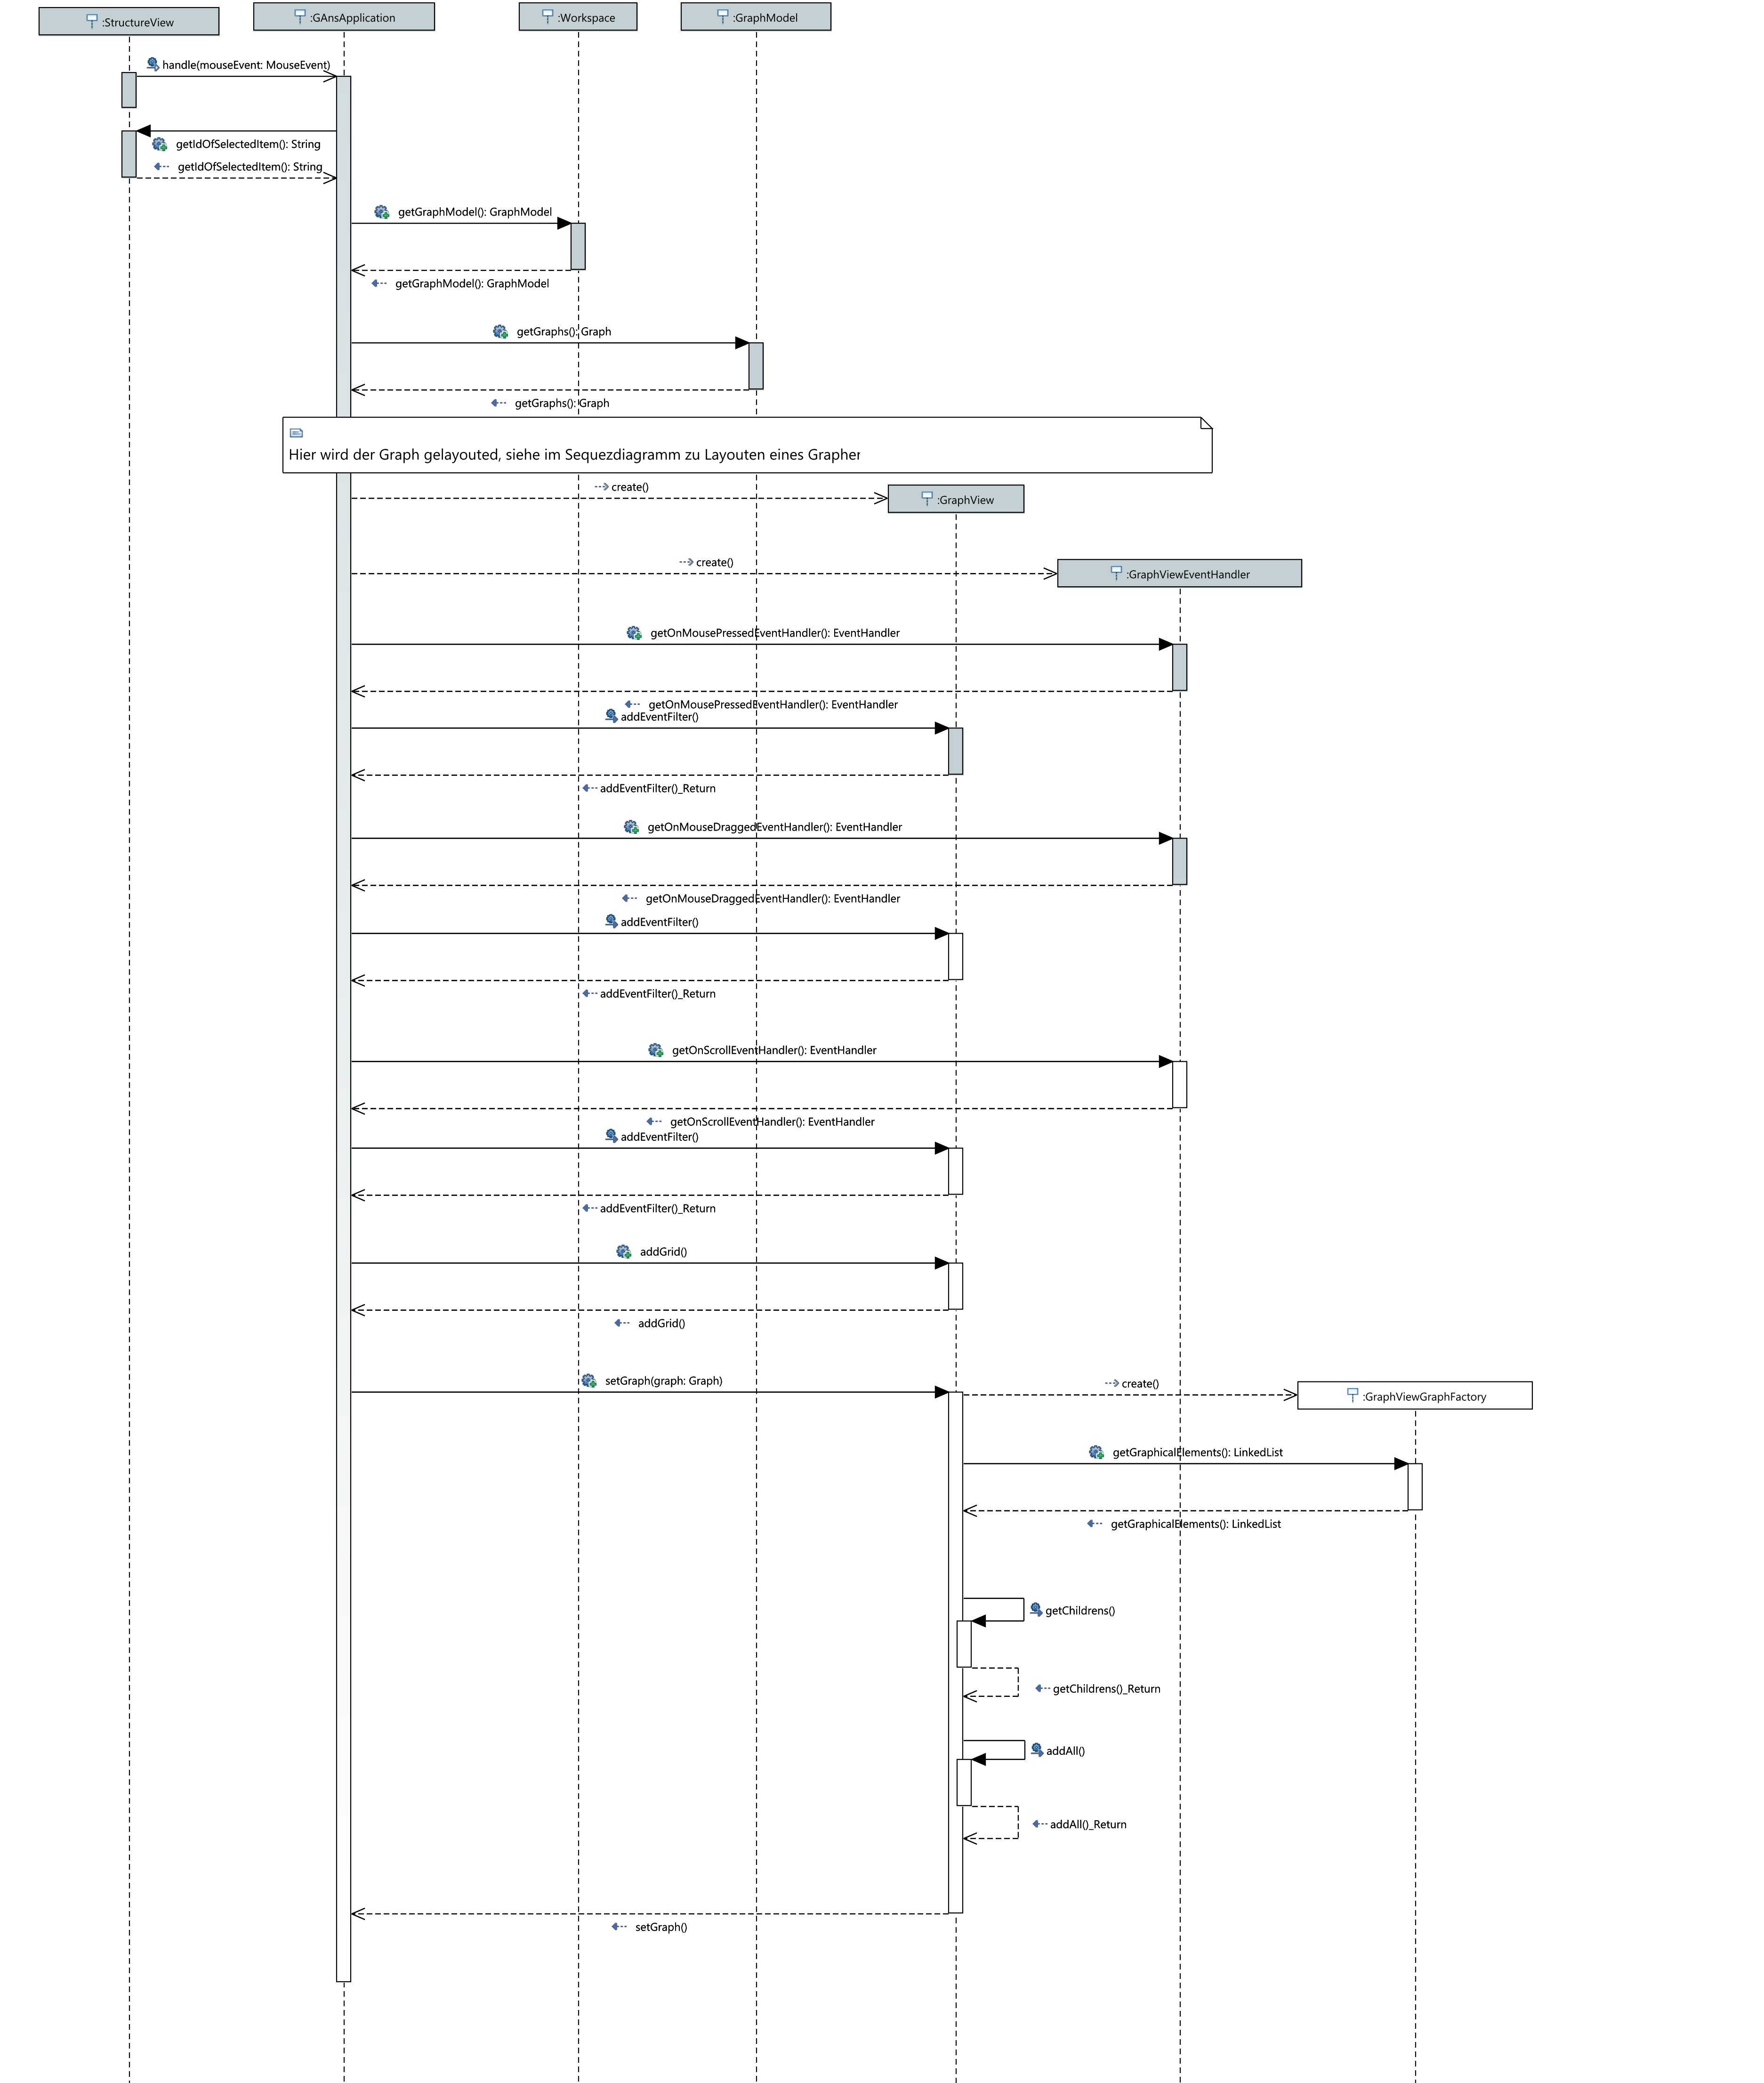 :StructureView
:GAnsApplication
:Workspace
:GraphModel
handle(mouseEvent: MouseEvent)
getIdOfSelectedItem(): String
getIdOfSelectedItem(): String
getGraphModel(): GraphModel
getGraphModel(): GraphModel
getGraphs(): Graph
getGraphs(): Graph
Hier wird der Graph gelayouted, siehe im Sequezdiagramm zu Layouten eines Grapher
create()
:GraphView
create()
:GraphViewEventHandler
getOnMousePressedEventHandler(): EventHandler
getOnMousePressedEventHandler(): EventHandler
addEventFilter()
addEventFilter()_Return
getOnMouseDraggedEventHandler(): EventHandler
getOnMouseDraggedEventHandler(): EventHandler
addEventFilter()
addEventFilter()_Return
getOnScrollEventHandler(): EventHandler
getOnScrollEventHandler(): EventHandler
addEventFilter()
addEventFilter()_Return
addGrid()
addGrid()
setGraph(graph: Graph)
create()
:GraphViewGraphFactory
getGraphicalElements(): LinkedList
getGraphicalElements(): LinkedList
getChildrens()
getChildrens()_Return
addAll()
addAll()_Return
setGraph()